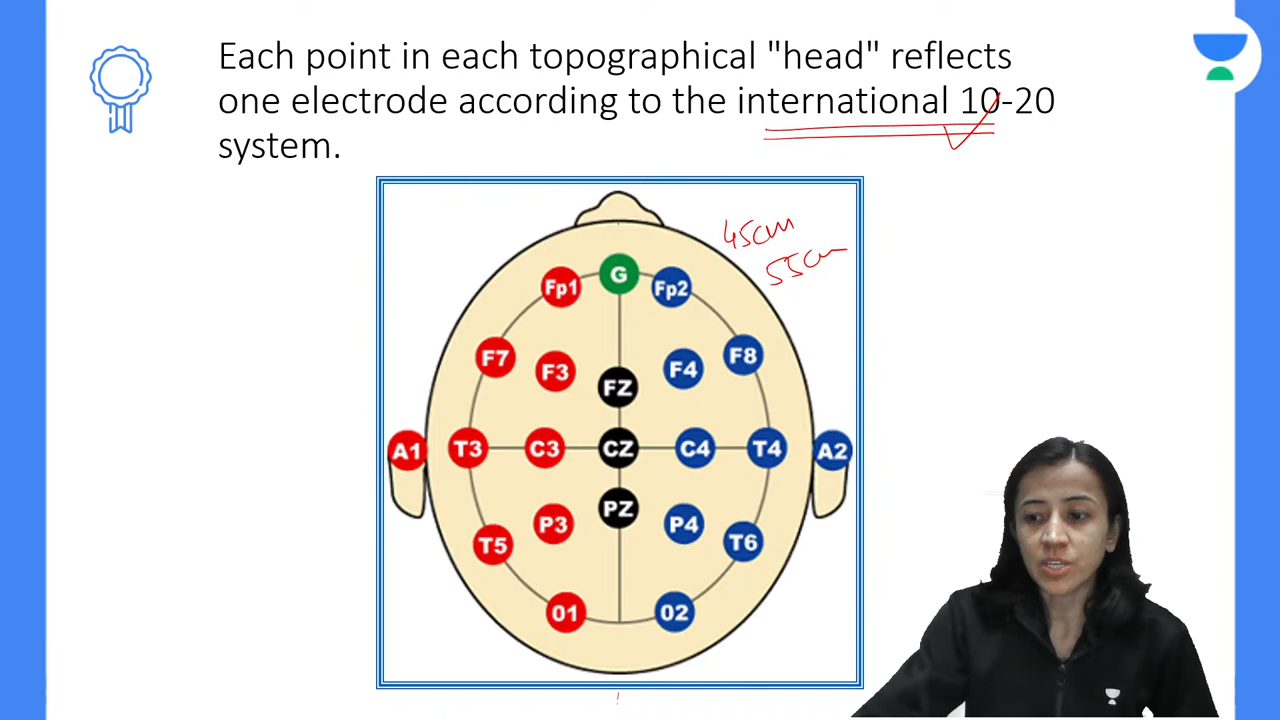 Each point in each topographical "head" reflects
one electrode according to the international 10-20
system.
45cm
55cm
G
Fp1 Fp2
F7 F3 FZ F4 F8
A1 T3 C3 CZ C4 T4 A2
T5 P3 PZ P4 T6
01 02